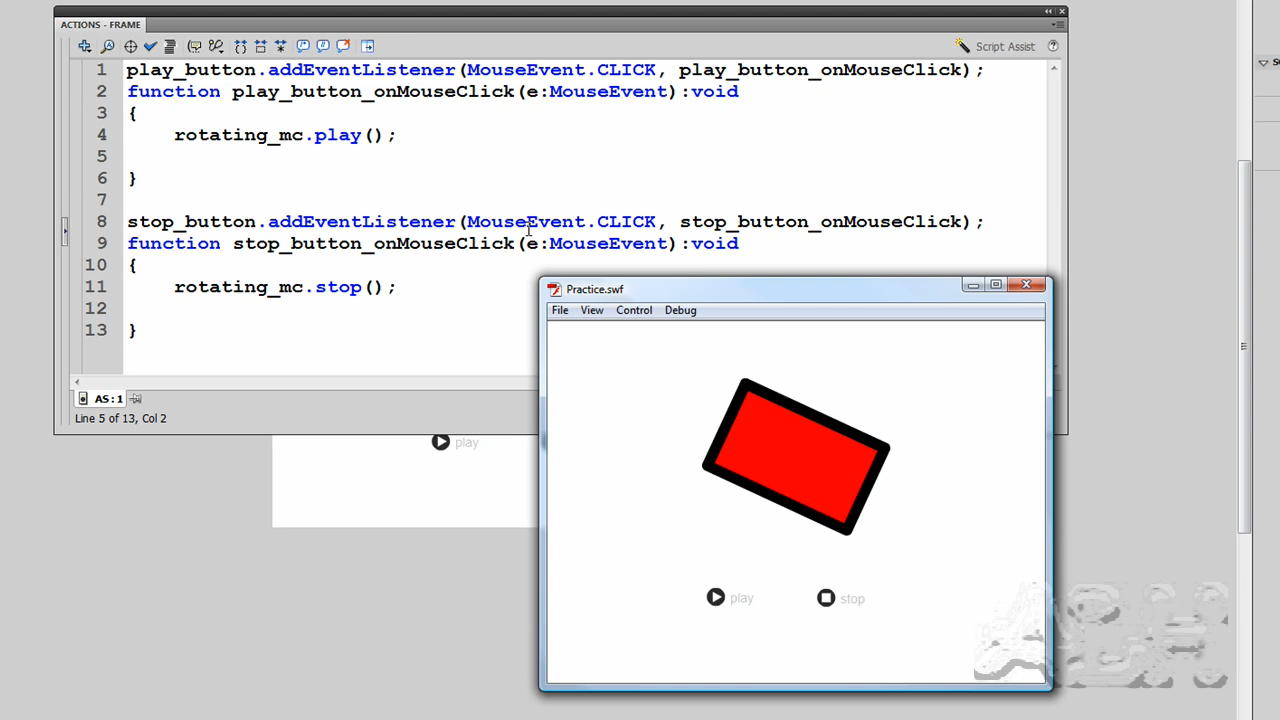 ACTIONS - FRAME
Script Assist
1 play_button.addEventListener(MouseEvent.CLICK, play_button_onMouseClick);
2 function play_button_onMouseClick(e:MouseEvent):void
3 {
4 rotating_mc.play();
5
6 }
7
8 stop_button.addEventListener(MouseEvent.CLICK, stop_button_onMouseClick);
9 function stop_button_onMouseClick(e:MouseEvent):void
10 {
11 rotating_mc.stop();
12
13 }
AS:1
Line 5 of 13, Col 2
play
Practice.swf
File View Control Debug
play stop